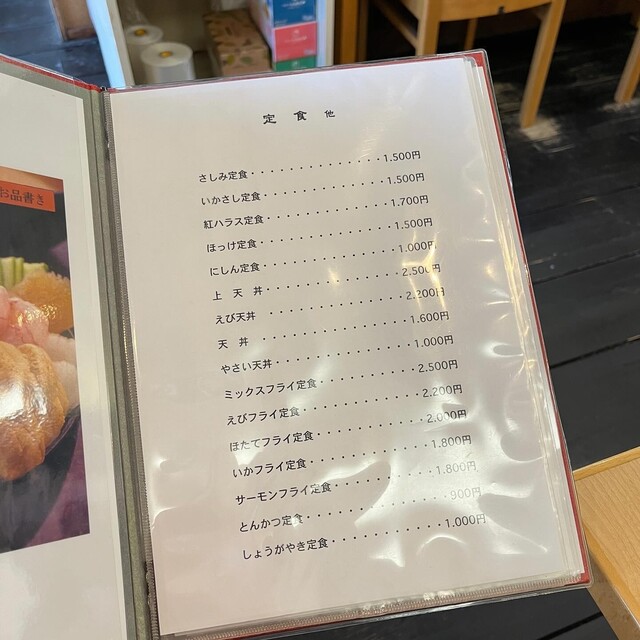 お品書き
定 食 他
さしみ定食・・・・・・・・・・・・・・1.500円
いかさし定食・・・・・・・・・・・・・1.500円
紅ハラス定食・・・・・・・・・・・・・1.700円
ほっけ定食・・・・・・・・・・・・・・1.500円
にしん定食・・・・・・・・・・・・・・1.000円
上 天 丼・・・・・・・・・・・・・・2.500円
えび天丼 ・・・・・・・・・・・・・・2.200円
天 丼 ・・・・・・・・・・・・・・・1.600円
やさい天丼・・・・・・・・・・・・・・1.000円
ミックスフライ定食・・・・・・・・・・2.500円
えびフライ定食・・・・・・・・・・・・2.200円
ほたてフライ定食・・・・・・・・・・・2.000円
いかフライ定食・・・・・・・・・・・・1.800円
サーモンフライ定食・・・・・・・・・・1.800円
とんかつ定食・・・・・・・・・・・・・・900円
しょうがやき定食・・・・・・・・・・・1.000円